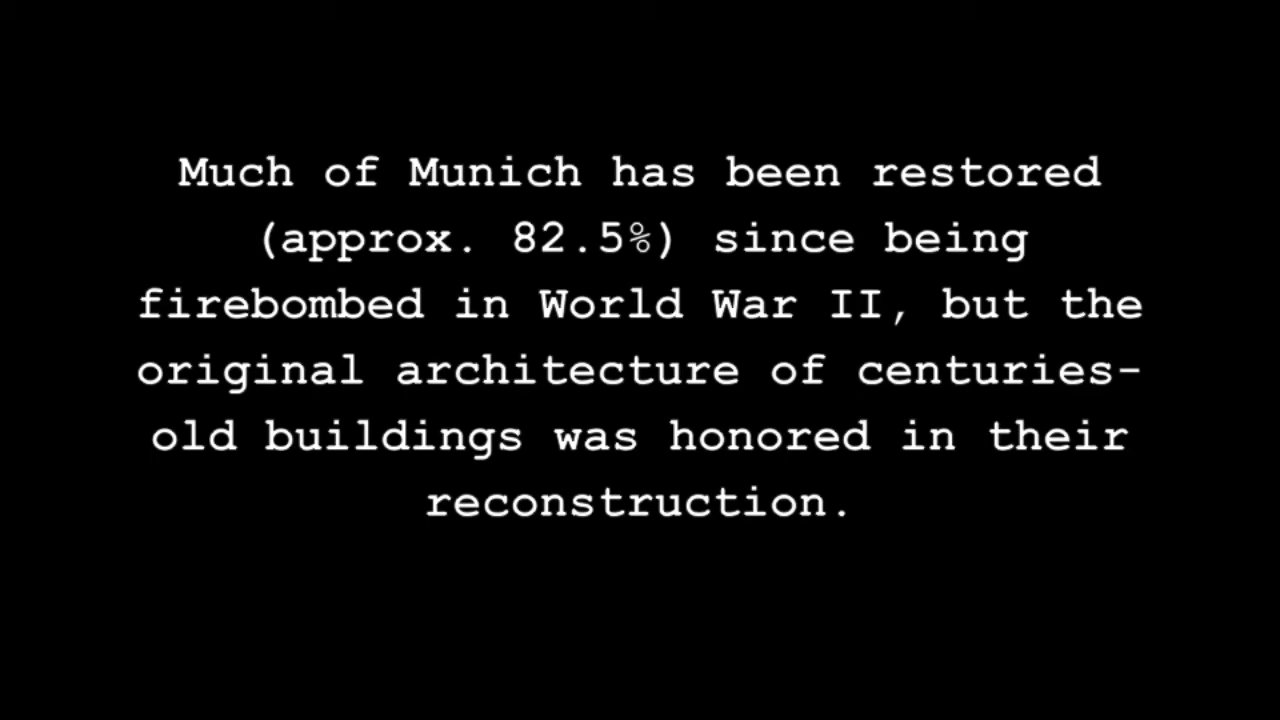 Much of Munich has been restored
(approx. 82.5%) since being
firebombed in World War II, but the
original architecture of centuries-
old buildings was honored in their
reconstruction.